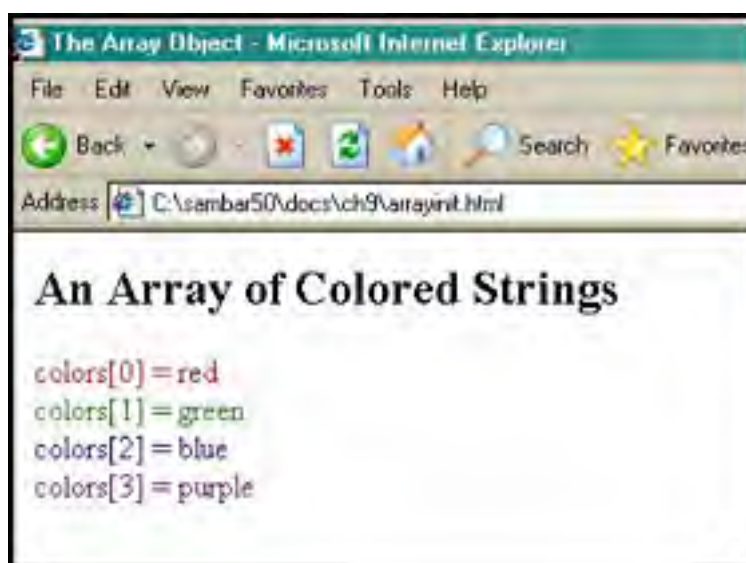 The Array Object - Microsoft Internet Explorer
File Edit View Favorites Tools Help
Back Search Favorites
Address C:\sambar50\docs\ch9\arrayinit.html
An Array of Colored Strings
colors[0] = red
colors[1] = green
colors[2] = blue
colors[3] = purple